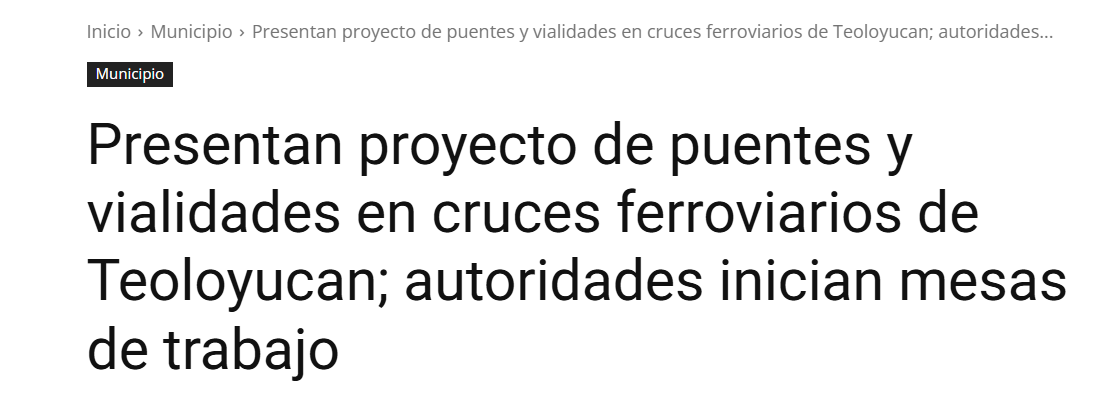 Inicio › Municipio › Presentan proyecto de puentes y vialidades en cruces ferroviarios de Teoloyucan; autoridades...
Municipio
Presentan proyecto de puentes y
vialidades en cruces ferroviarios de
Teoloyucan; autoridades inician mesas
de trabajo